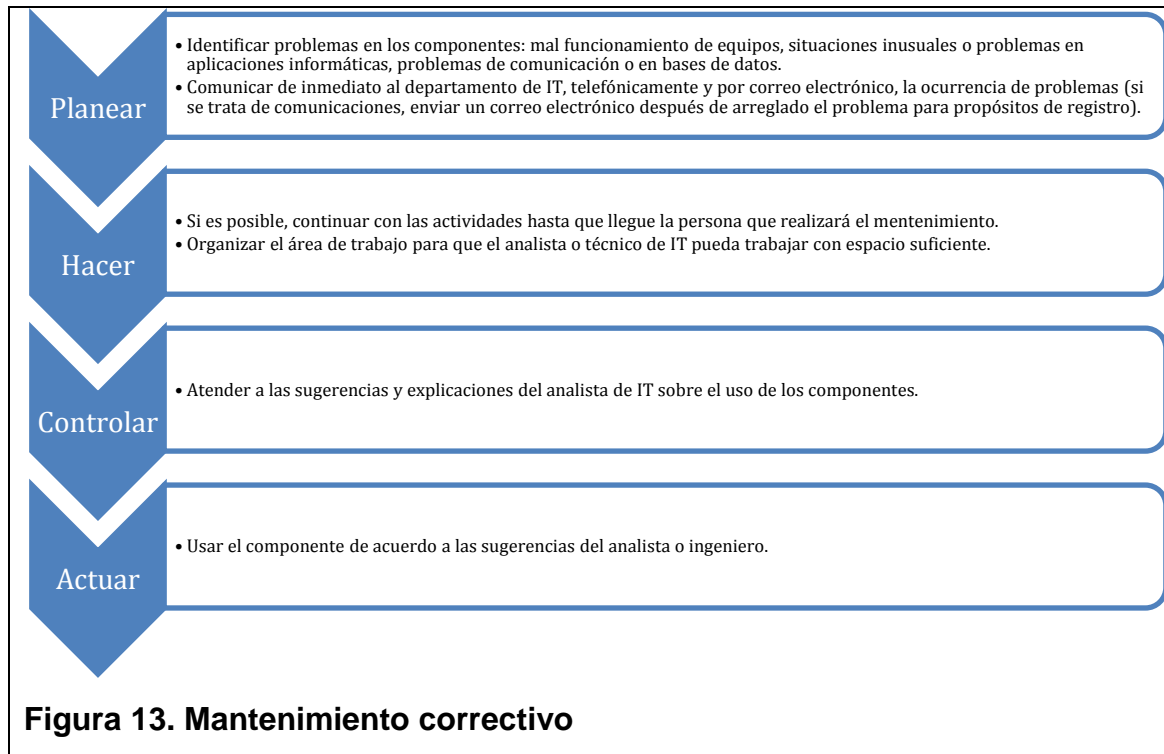 Planear
• Identificar problemas en los componentes: mal funcionamiento de equipos, situaciones inusuales o problemas en
aplicaciones informáticas, problemas de comunicación o en bases de datos.
• Comunicar de inmediato al departamento de IT, telefónicamente y por correo electrónico, la ocurrencia de problemas (si
se trata de comunicaciones, enviar un correo electrónico después de arreglado el problema para propósitos de registro).
Hacer
• Si es posible, continuar con las actividades hasta que llegue la persona que realizará el mentenimiento.
• Organizar el área de trabajo para que el analista o técnico de IT pueda trabajar con espacio suficiente.
Controlar
• Atender a las sugerencias y explicaciones del analista de IT sobre el uso de los componentes.
Actuar
• Usar el componente de acuerdo a las sugerencias del analista o ingeniero.
Figura 13. Mantenimiento correctivo